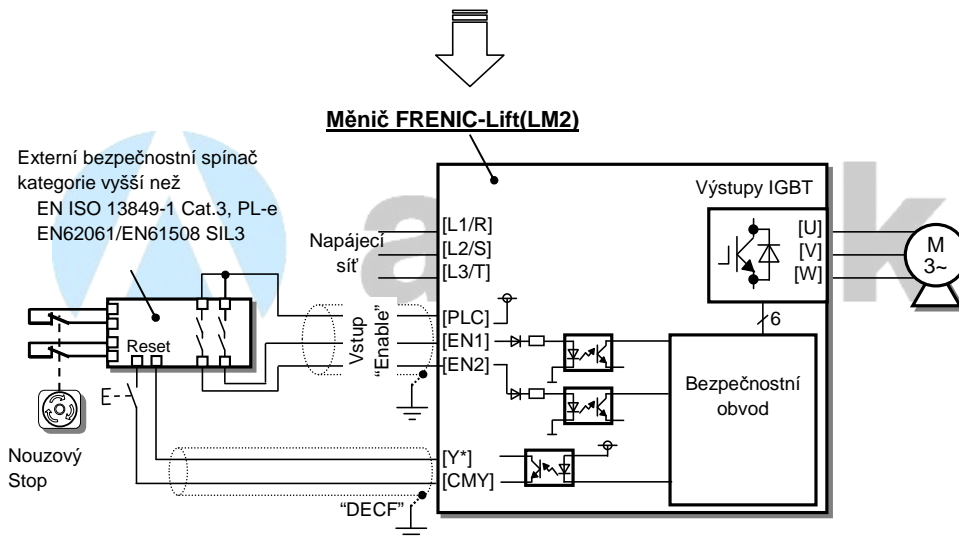 Měnič FRENIC-Lift(LM2)
Externí bezpečnostní spínač
kategorie vyšší než
EN ISO 13849-1 Cat.3, PL-e
EN62061/EN61508 SIL3
Napájecí
síť
[L1/R]
[L2/S]
[L3/T]
Výstupy IGBT
[U]
[V]
[W]
M
3~
6
Reset
Vstup
“Enable”
[PLC]
[EN1]
[EN2]
Bezpečnostní
obvod
Nouzový
Stop
[Y*]
[CMY]
“DECF”